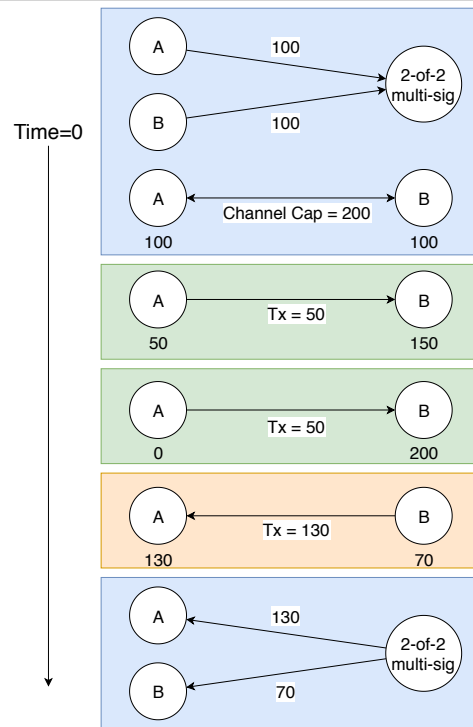 A
100
2-of-2
multi-sig
B
100
Time=0
A
Channel Cap = 200
B
100
100
A
Tx = 50
B
50
150
A
Tx = 50
B
0
200
A
Tx = 130
B
130
70
A
130
2-of-2
multi-sig
B
70